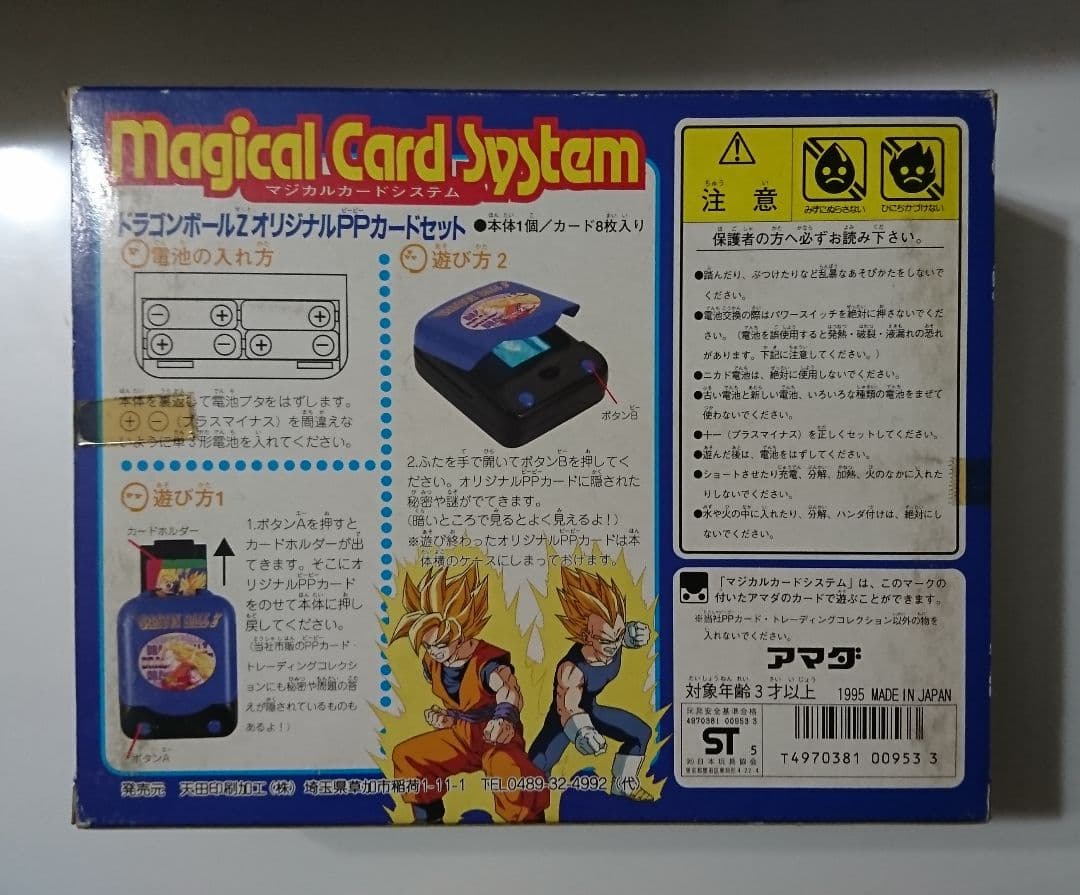 Magical Card System
マジカルカードシステム
ドラゴンボールZオリジナルPPカードセット ●本体1個/カード8枚入り
電池の入れ方
本体を裏返して電池ブタをはずします。
⊕⊖(プラスマイナス)を間違えな
いように単3形電池を入れてください。
遊び方1
カードホルダー
1.ボタンAを押すと
カードホルダーが出
てきます。そこにオ
リジナルPPカード
をのせて本体に押し
戻してください。
(当社市販のPPカード・
トレーディングコレクシ
ョンにも秘密や問題の答
えが隠されているものも
あるよ!)
ボタンA
遊び方2
ボタンB
2.ふたを手で開いてボタンBを押してく
ださい。オリジナルPPカードに隠された
秘密や謎がでてきます。
(暗いところで見るとよく見えるよ!)
※遊び終わったオリジナルPPカードは本
体横のケースにしまっておけます。
発売元 天田印刷加工(株) 埼玉県草加市稲荷1-11-1 TEL0489-32-4992(代)
注意
みずにぬらさない
ひにちかづけない
保護者の方へ必ずお読み下さい。
●踏んだり、ぶつけたりなど乱暴なあそびかたをしないで
ください。
●電池交換の際はパワースイッチを絶対に押さないでくだ
さい。(電池を誤使用すると発熱・破裂・液漏れの恐れ
があります。下記に注意してください。)
●ニカド電池は、絶対に使用しないでください。
●古い電池と新しい電池、いろいろな種類の電池をまぜて
使わないでください。
●+−(プラスマイナス)を正しくセットしてください。
●遊んだ後は、電池をはずしてください。
●ショートさせたり充電、分解、加熱、火のなかに入れた
りしないでください。
●水や火の中に入れたり、分解、ハンダ付けは、絶対にし
ないでください。
「マジカルカードシステム」は、このマークの
付いたアマダのカードで遊ぶことができます。
※当社PPカード・トレーディングコレクション以外の物を
入れないでください。
アマダ
対象年齢3才以上 1995 MADE IN JAPAN
玩具安全基準合格
4970381 00953 3
ST 5
(社)日本玩具協会
T4970381 00953 3